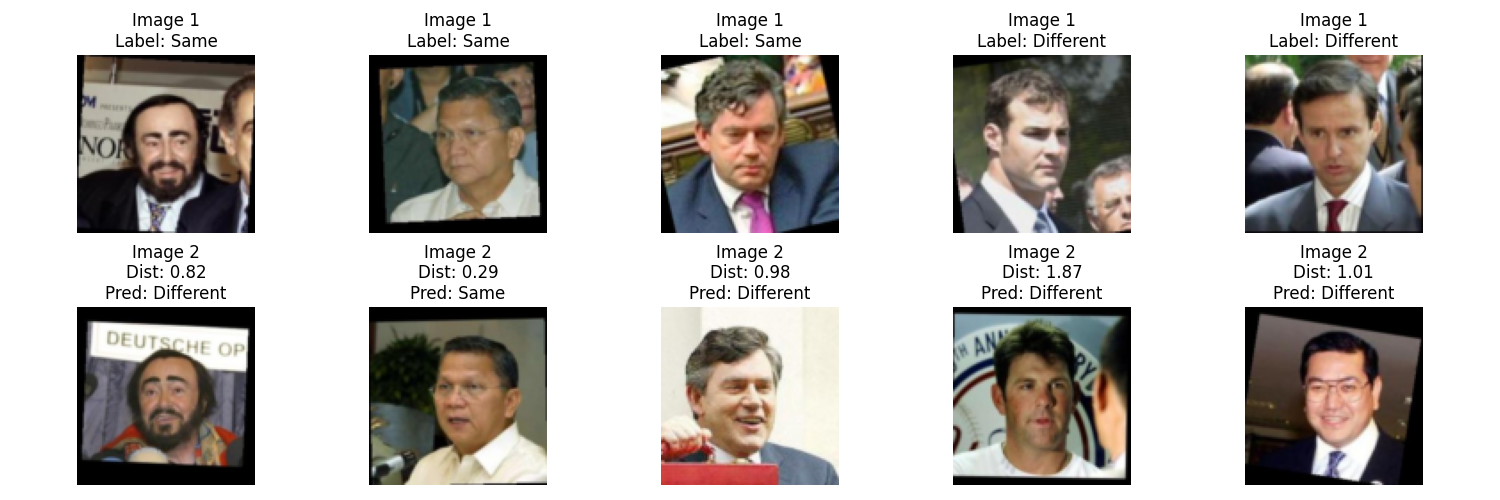 Image 1
Label: Same
Image 1
Label: Same
Image 1
Label: Same
Image 1
Label: Different
Image 1
Label: Different
PRESENTS
NOR
Image 2
Dist: 0.82
Pred: Different
Image 2
Dist: 0.29
Pred: Same
Image 2
Dist: 0.98
Pred: Different
Image 2
Dist: 1.87
Pred: Different
Image 2
Dist: 1.01
Pred: Different
DEUTSCHE OP